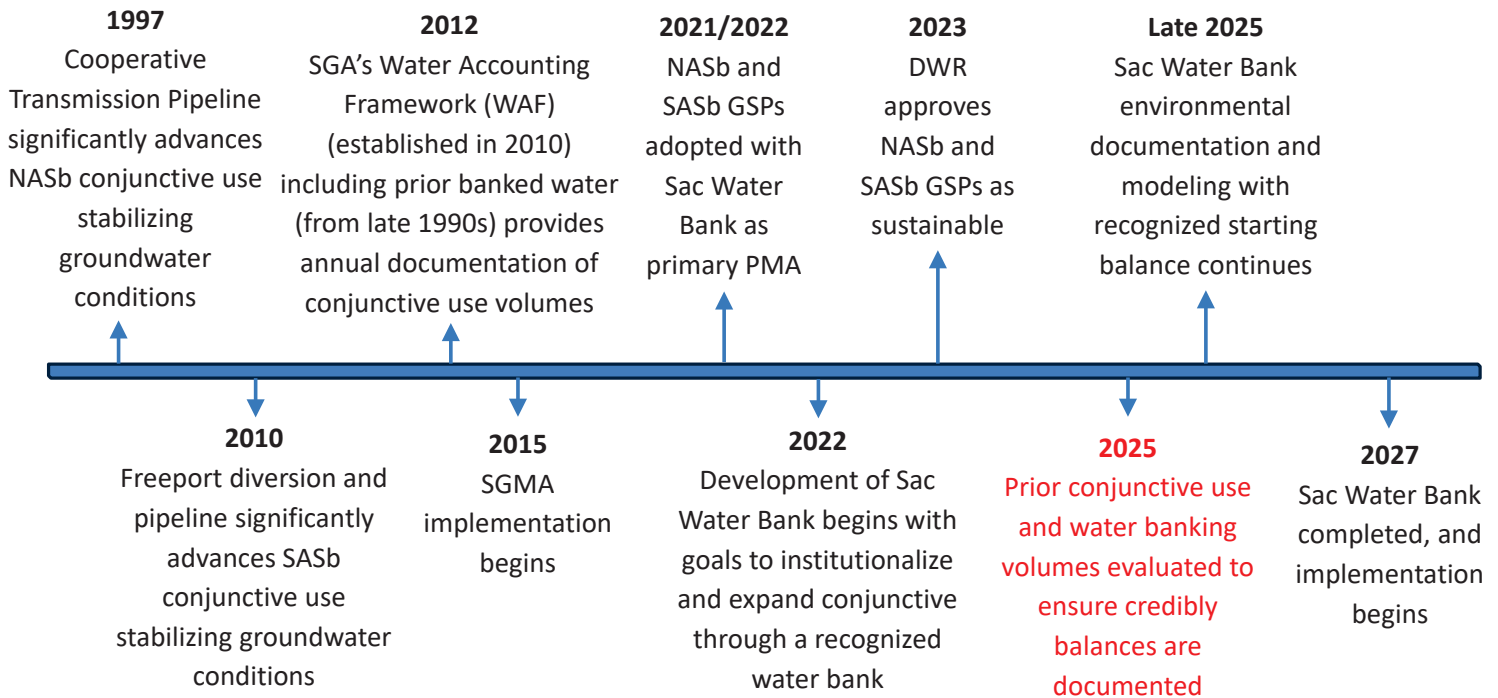 1997
Cooperative
Transmission Pipeline
significantly advances
NASb conjunctive use
stabilizing
groundwater
conditions
2012
SGA's Water Accounting
Framework (WAF)
(established in 2010)
including prior banked water
(from late 1990s) provides
annual documentation of
conjunctive use volumes
2021/2022
NASb and
SASb GSPs
adopted with
Sac Water
Bank as
primary PMA
2023
DWR
approves
NASb and
SASb GSPs as
sustainable
Late 2025
Sac Water Bank
environmental
documentation and
modeling with
recognized starting
balance continues
2010
Freeport diversion and
pipeline significantly
advances SASb
conjunctive use
stabilizing groundwater
conditions
2015
SGMA
implementation
begins
2022
Development of Sac
Water Bank begins with
goals to institutionalize
and expand conjunctive
through a recognized
water bank
2025
Prior conjunctive use
and water banking
volumes evaluated to
ensure credibly
balances are
documented
2027
Sac Water Bank
completed, and
implementation
begins